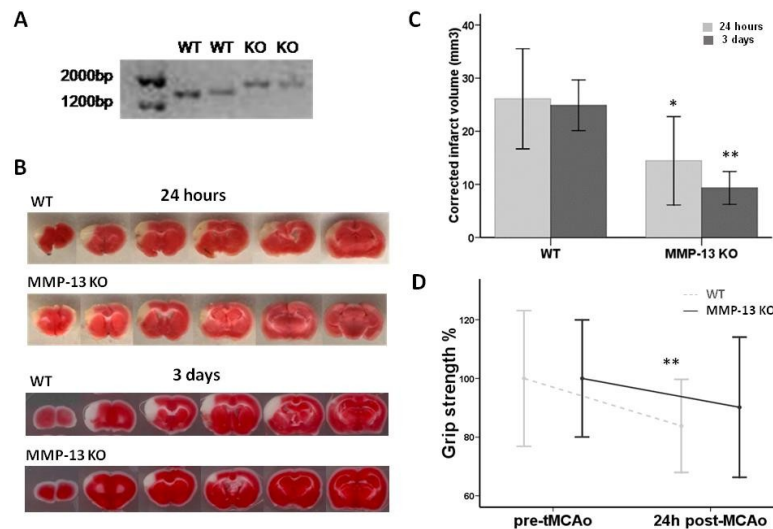 A
WT WT KO KO
2000bp
1200bp
B
24 hours
WT
MMP-13 KO
3 days
WT
MMP-13 KO
C
24 hours
3 days
Corrected infarct volume (mm3)
40
30
20
10
0
*
**
WT MMP-13 KO
D
WT
MMP-13 KO
Grip strength %
120
100
80
60
**
pre-tMCAo 24h post-MCAo